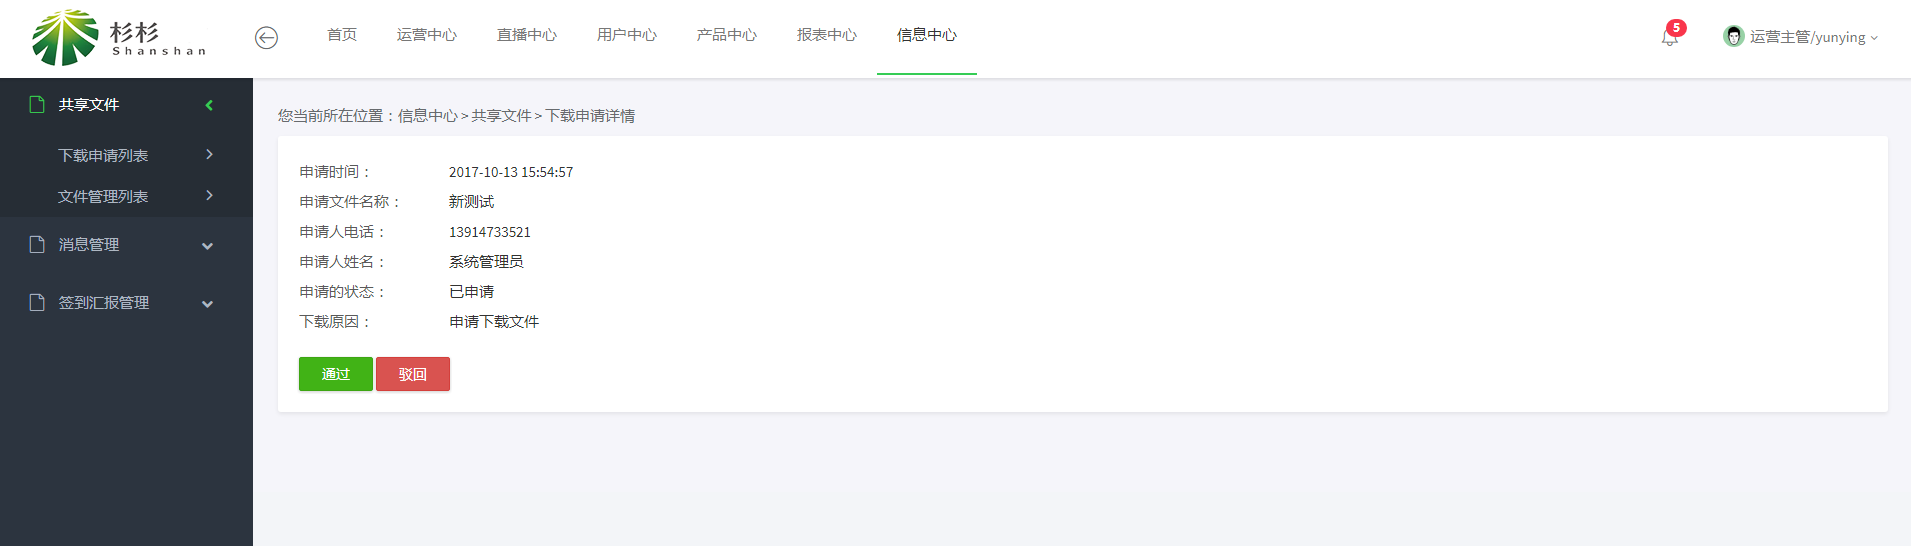 杉杉
Shanshan
首页 运营中心 直播中心 用户中心 产品中心 报表中心 信息中心
5
运营主管/yunying
共享文件
下载申请列表
文件管理列表
消息管理
签到汇报管理
您当前所在位置：信息中心 > 共享文件 > 下载申请详情
申请时间： 2017-10-13 15:54:57
申请文件名称： 新测试
申请人电话： 13914733521
申请人姓名： 系统管理员
申请的状态： 已申请
下载原因： 申请下载文件
通过 驳回